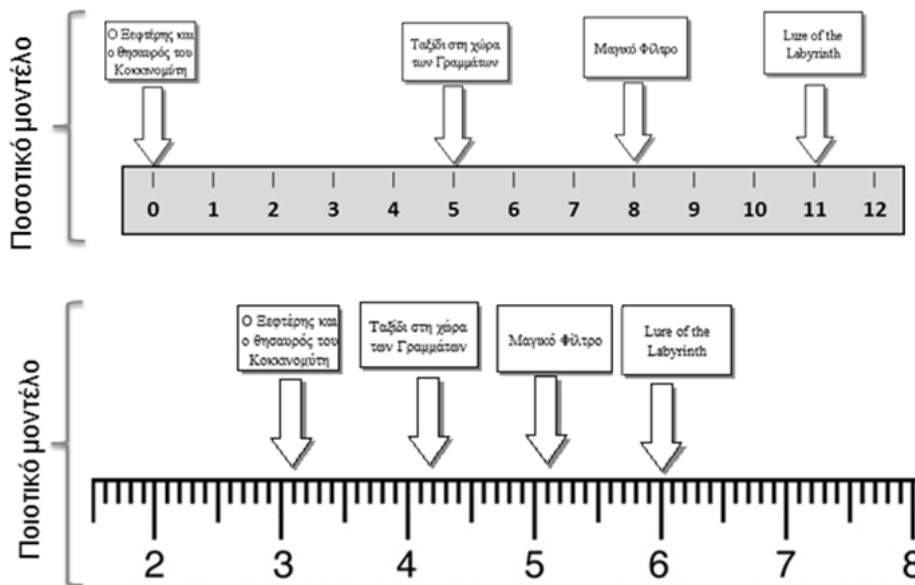 Ποσοτικό μοντέλο
Ο Ξεφτέρης και
ο θησαυρός του
Κοκκινομύτη
Ταξίδι στη χώρα
των Γραμμάτων
Μαγικό Φίλτρο
Lure of the
Labyrinth
0 1 2 3 4 5 6 7 8 9 10 11 12
Ποιοτικό μοντέλο
Ο Ξεφτέρης και
ο θησαυρός του
Κοκκινομύτη
Ταξίδι στη χώρα
των Γραμμάτων
Μαγικό Φίλτρο
Lure of the
Labyrinth
2 3 4 5 6 7 8